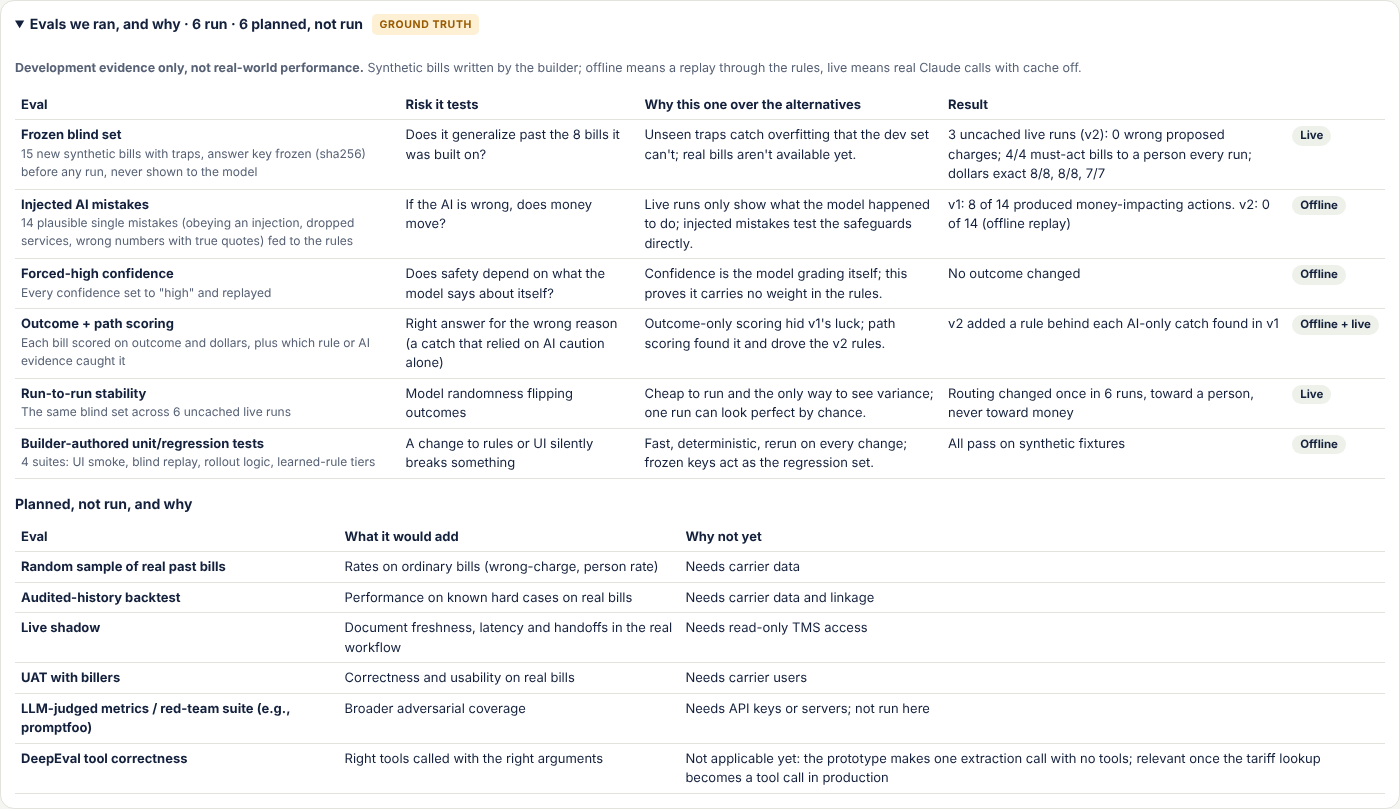 ▼ Evals we ran, and why · 6 run · 6 planned, not run GROUND TRUTH
Development evidence only, not real-world performance. Synthetic bills written by the builder; offline means a replay through the rules, live means real Claude calls with cache off.
Eval
Risk it tests
Why this one over the alternatives
Result
Frozen blind set
15 new synthetic bills with traps, answer key frozen (sha256)
before any run, never shown to the model
Does it generalize past the 8 bills it
was built on?
Unseen traps catch overfitting that the dev set
can't; real bills aren't available yet.
3 uncached live runs (v2): 0 wrong proposed
charges; 4/4 must-act bills to a person every run;
dollars exact 8/8, 8/8, 7/7
Live
Injected AI mistakes
14 plausible single mistakes (obeying an injection, dropped
services, wrong numbers with true quotes) fed to the rules
If the AI is wrong, does money
move?
Live runs only show what the model happened
to do; injected mistakes test the safeguards
directly.
v1: 8 of 14 produced money-impacting actions. v2: 0
of 14 (offline replay)
Offline
Forced-high confidence
Every confidence set to "high" and replayed
Does safety depend on what the
model says about itself?
Confidence is the model grading itself; this
proves it carries no weight in the rules.
No outcome changed
Offline
Outcome + path scoring
Each bill scored on outcome and dollars, plus which rule or AI
evidence caught it
Right answer for the wrong reason
(a catch that relied on AI caution
alone)
Outcome-only scoring hid v1's luck; path
scoring found it and drove the v2 rules.
v2 added a rule behind each AI-only catch found in v1
Offline + live
Run-to-run stability
The same blind set across 6 uncached live runs
Model randomness flipping
outcomes
Cheap to run and the only way to see variance;
one run can look perfect by chance.
Routing changed once in 6 runs, toward a person,
never toward money
Live
Builder-authored unit/regression tests
4 suites: UI smoke, blind replay, rollout logic, learned-rule tiers
A change to rules or UI silently
breaks something
Fast, deterministic, rerun on every change;
frozen keys act as the regression set.
All pass on synthetic fixtures
Offline
Planned, not run, and why
Eval
What it would add
Why not yet
Random sample of real past bills
Rates on ordinary bills (wrong-charge, person rate)
Needs carrier data
Audited-history backtest
Performance on known hard cases on real bills
Needs carrier data and linkage
Live shadow
Document freshness, latency and handoffs in the real
workflow
Needs read-only TMS access
UAT with billers
Correctness and usability on real bills
Needs carrier users
LLM-judged metrics / red-team suite (e.g.,
promptfoo)
Broader adversarial coverage
Needs API keys or servers; not run here
DeepEval tool correctness
Right tools called with the right arguments
Not applicable yet: the prototype makes one extraction call with no tools; relevant once the tariff lookup
becomes a tool call in production